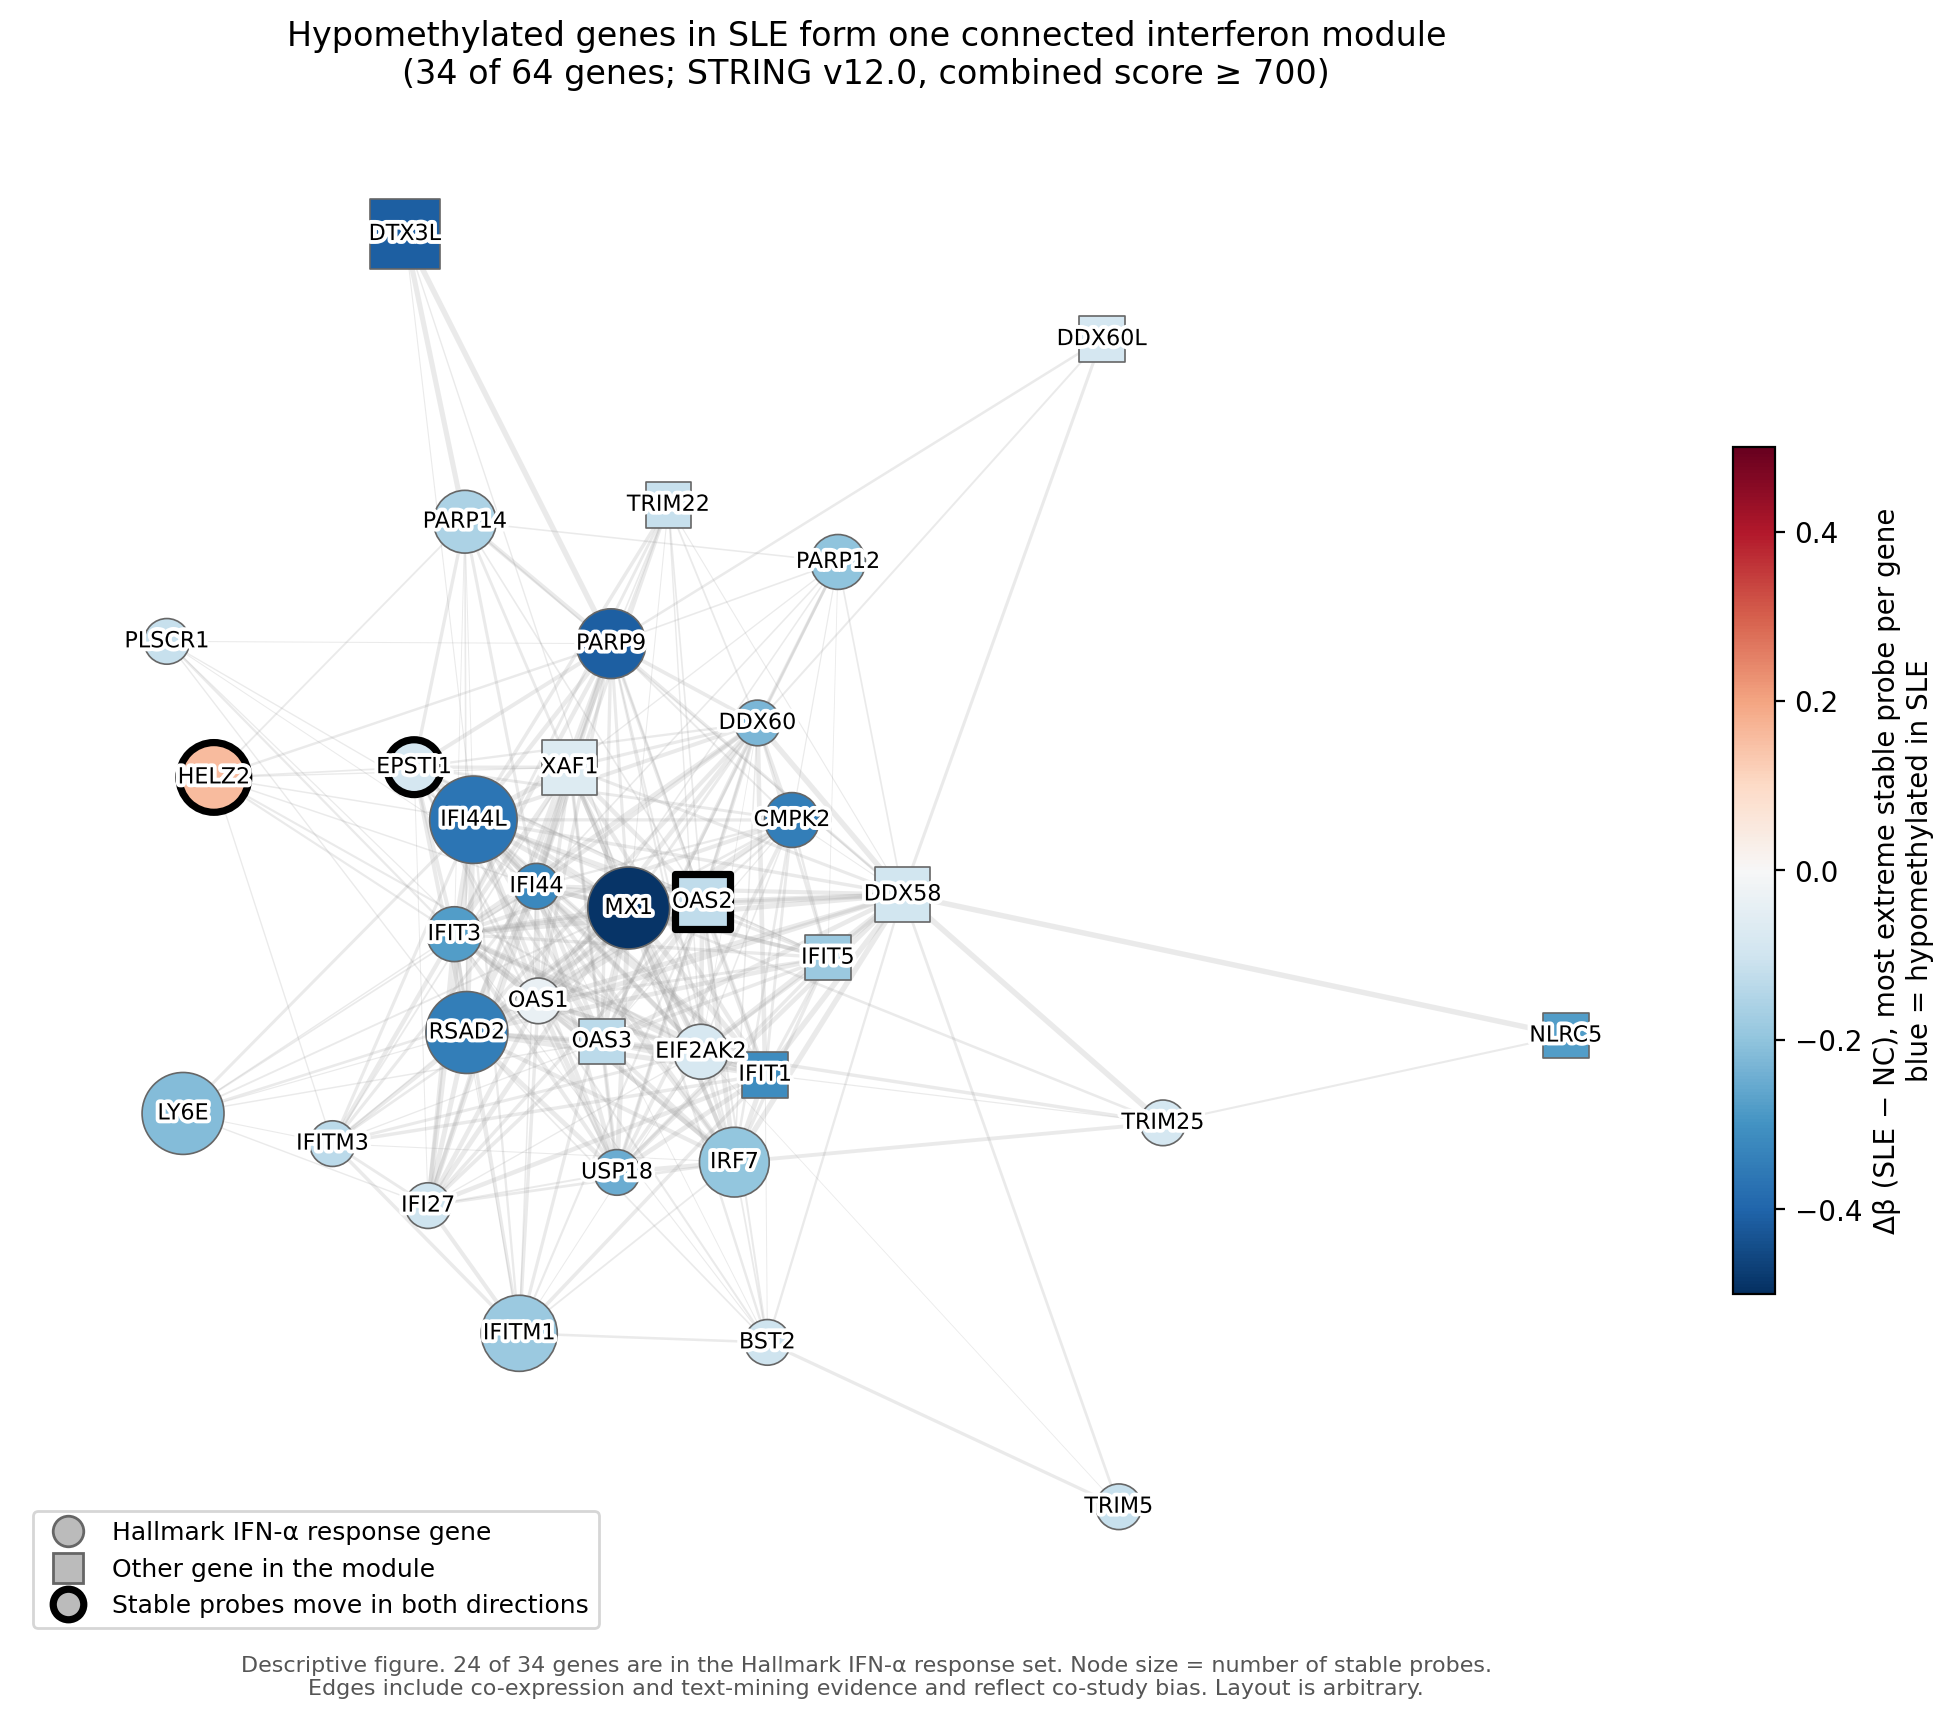 Hypomethylated genes in SLE form one connected interferon module
(34 of 64 genes; STRING v12.0, combined score ≥ 700)
DTX3L
DDX60L
PARP14
TRIM22
PARP12
PLSCR1
PARP9
DDX60
HELZ2
EPSTI1
XAF1
IFI44L
CMPK2
IFI44
MX1
OAS2
DDX58
IFIT3
IFIT5
OAS1
RSAD2
OAS3
EIF2AK2
IFIT1
NLRC5
LY6E
IFITM3
TRIM25
USP18
IRF7
IFI27
IFITM1
BST2
TRIM5
0.4
0.2
0.0
−0.2
−0.4
Δβ (SLE − NC), most extreme stable probe per gene
blue = hypomethylated in SLE
Hallmark IFN-α response gene
Other gene in the module
Stable probes move in both directions
Descriptive figure. 24 of 34 genes are in the Hallmark IFN-α response set. Node size = number of stable probes.
Edges include co-expression and text-mining evidence and reflect co-study bias. Layout is arbitrary.